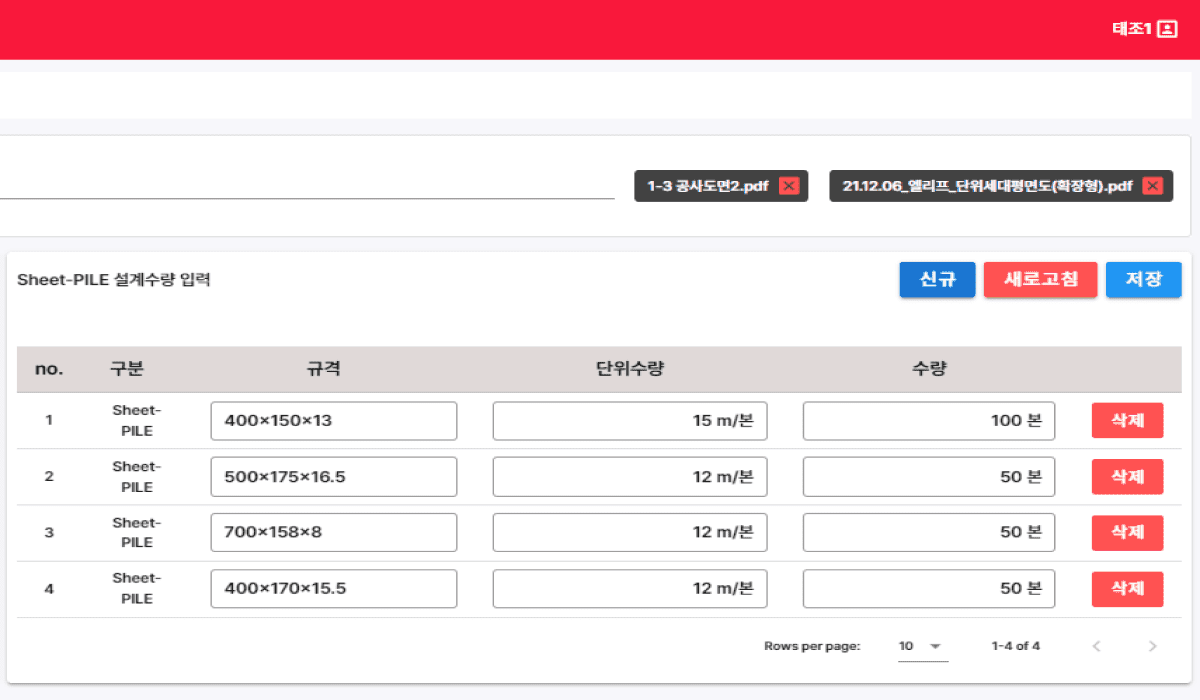 태조1
1-3 공사도면2.pdf
21.12.06_엘리프_단위세대평면도(확장형).pdf
Sheet-PILE 설계수량 입력
신규
새로고침
저장
no. 구분 규격 단위수량 수량
1 Sheet-PILE 400×150×13 15 m/본 100 본 삭제
2 Sheet-PILE 500×175×16.5 12 m/본 50 본 삭제
3 Sheet-PILE 700×158×8 12 m/본 50 본 삭제
4 Sheet-PILE 400×170×15.5 12 m/본 50 본 삭제
Rows per page: 10 1-4 of 4